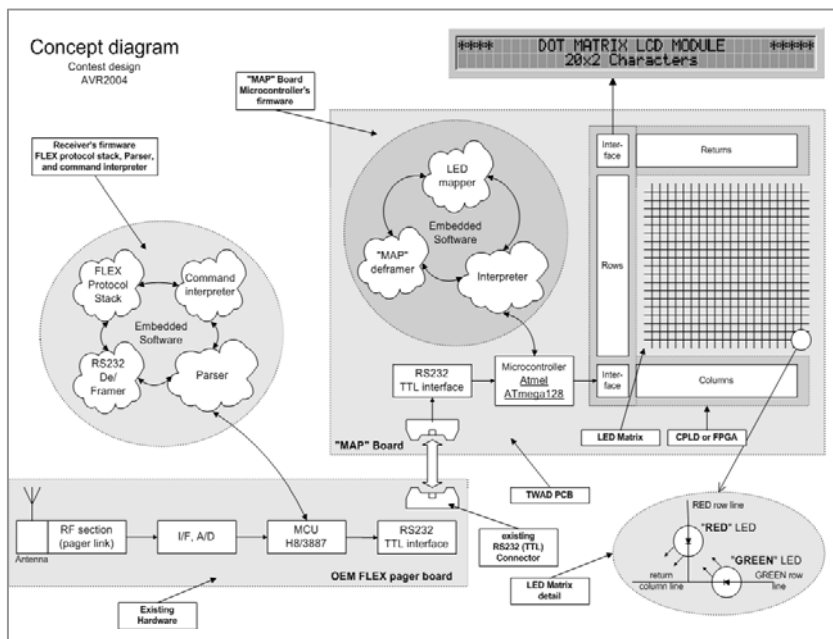 Concept diagram
Contest design
AVR2004
**** DOT MATRIX LCD MODULE *****
20x2 Characters
"MAP" Board
Microcontroller's
firmware
Receiver's firmware
FLEX protocol stack, Parser,
and command interpreter
LED
mapper
Embedded
Software
"MAP"
deframer
Interpreter
Inter-
face
Returns
Rows
FLEX
Protocol
Stack
Command
interpreter
Embedded
Software
RS232
De/
Framer
Parser
RS232
TTL interface
Microcontroller
Atmel
ATmega128
Inter-
face
Columns
"MAP" Board
LED Matrix
CPLD or FPGA
TWAD PCB
RF section
(pager link)
Antenna
I/F, A/D
MCU
H8/3887
RS232
TTL interface
OEM FLEX pager board
Existing
Hardware
existing
RS232 (TTL)
Connector
LED Matrix
detail
RED row line
"RED" LED
"GREEN" LED
return
column line
GREEN row
line